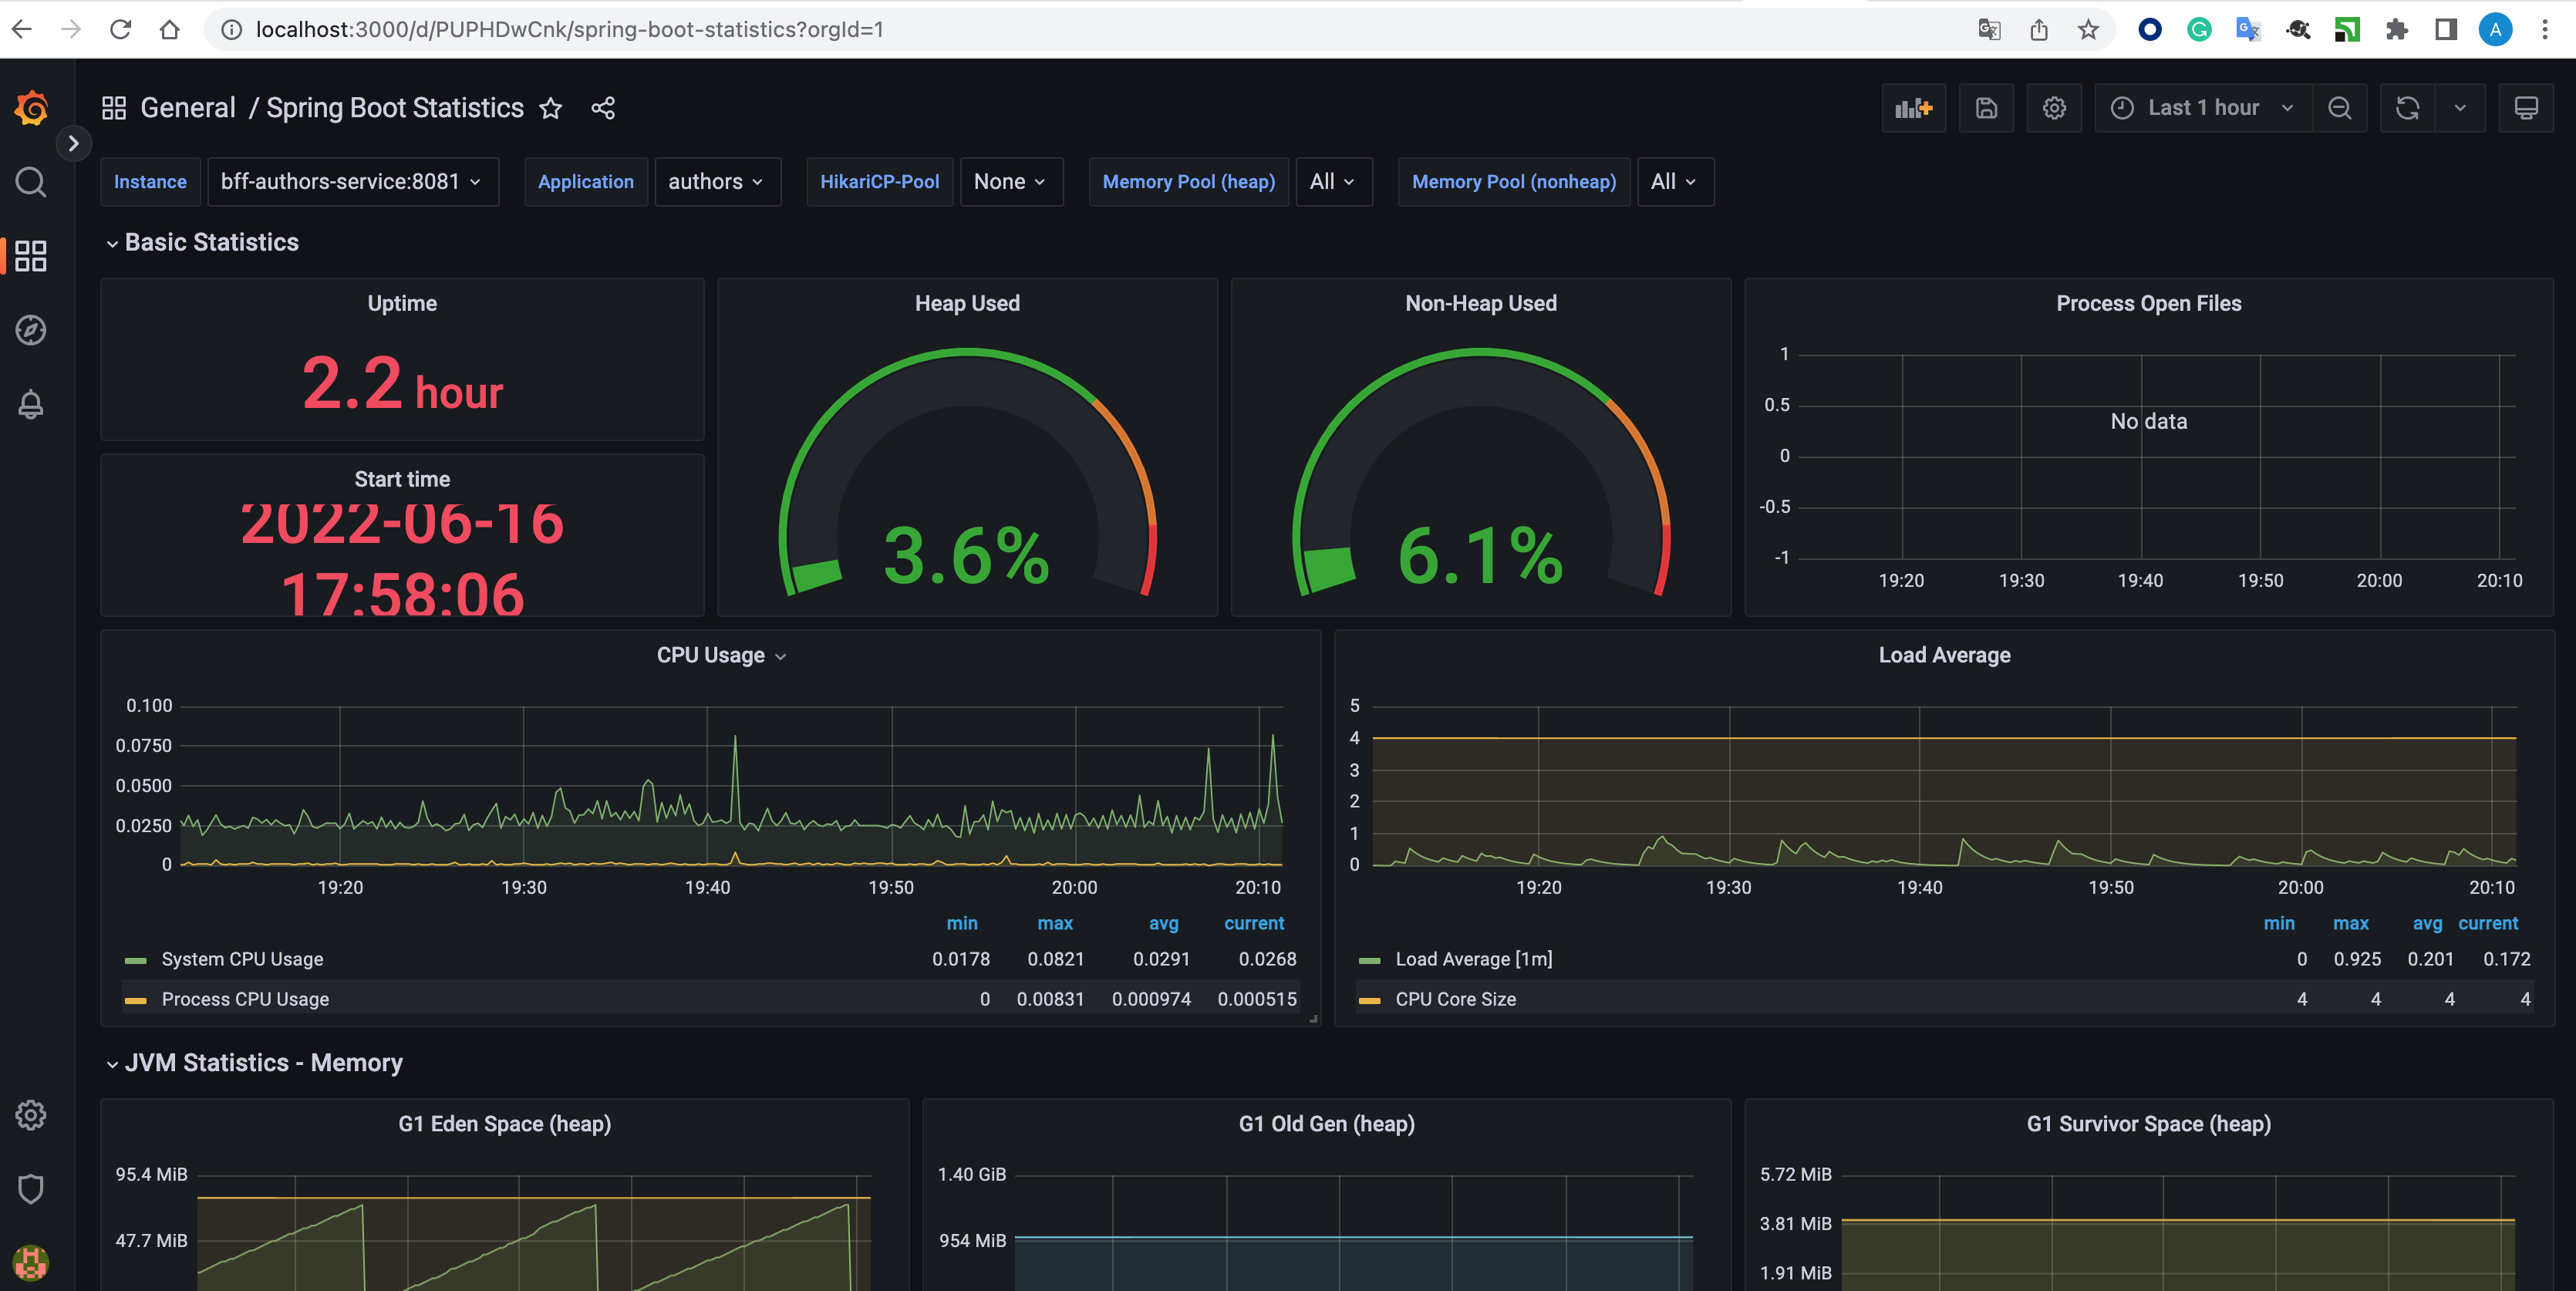 localhost:3000/d/PUPHDwCnk/spring-boot-statistics?orgId=1
A
General / Spring Boot Statistics
Last 1 hour
Instance bff-authors-service:8081 Application authors HikariCP-Pool None Memory Pool (heap) All Memory Pool (nonheap) All
Basic Statistics
Uptime
2.2 hour
Start time
2022-06-16
17:58:06
Heap Used
3.6%
Non-Heap Used
6.1%
Process Open Files
1
0.5
0
-0.5
-1
No data
19:20 19:30 19:40 19:50 20:00 20:10
CPU Usage
0.100
0.0750
0.0500
0.0250
0
19:20 19:30 19:40 19:50 20:00 20:10
min max avg current
System CPU Usage 0.0178 0.0821 0.0291 0.0268
Process CPU Usage 0 0.00831 0.000974 0.000515
Load Average
5
4
3
2
1
0
19:20 19:30 19:40 19:50 20:00 20:10
min max avg current
Load Average [1m] 0 0.925 0.201 0.172
CPU Core Size 4 4 4 4
JVM Statistics - Memory
G1 Eden Space (heap)
95.4 MiB
47.7 MiB
G1 Old Gen (heap)
1.40 GiB
954 MiB
G1 Survivor Space (heap)
5.72 MiB
3.81 MiB
1.91 MiB